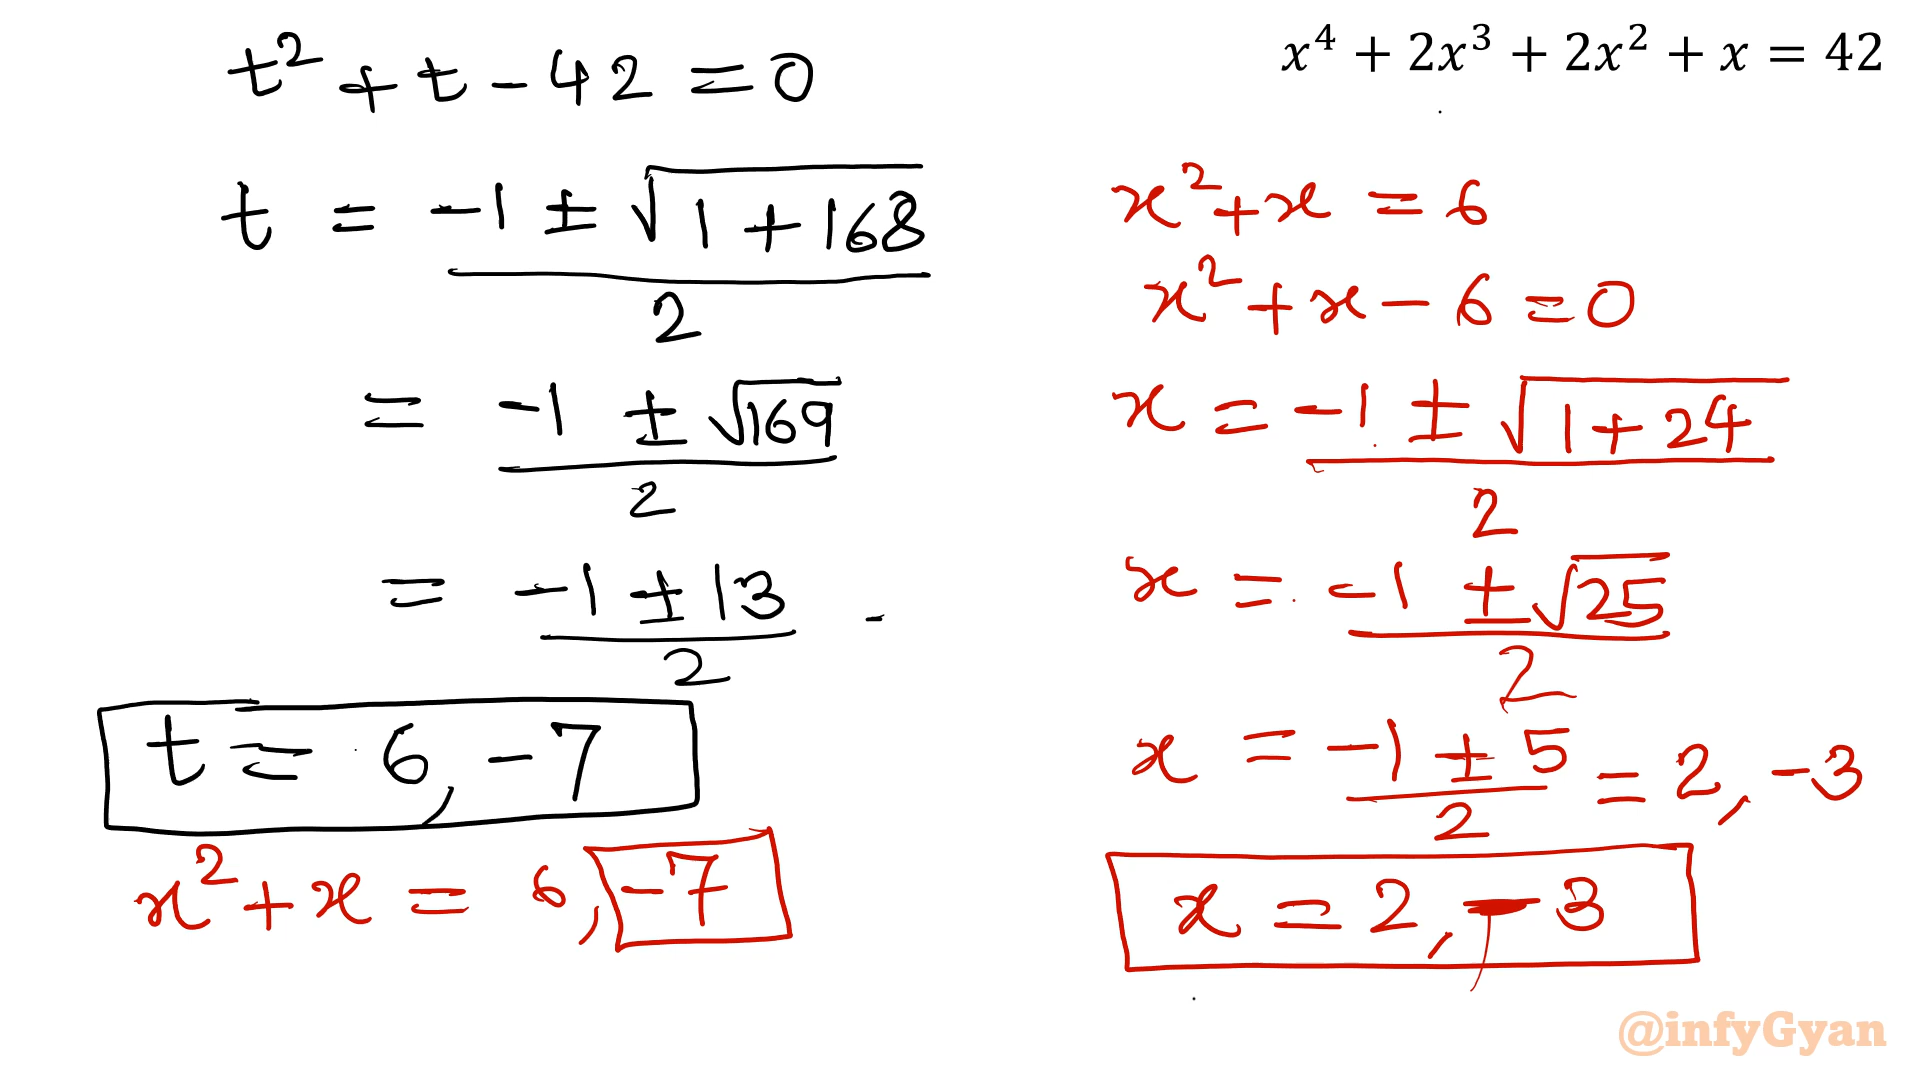 t² + t - 42 = 0
t = (-1 ± √(1 + 168)) / 2
= (-1 ± √169) / 2
= (-1 ± 13) / 2 -
t = 6, -7
x² + x = 6, -7
x⁴ + 2x³ + 2x² + x = 42
x² + x = 6
x² + x - 6 = 0
x = (-1 ± √(1 + 24)) / 2
x = (-1 ± √25) / 2
x = (-1 ± 5) / 2 = 2, -3
x = 2, -3
@infyGyan